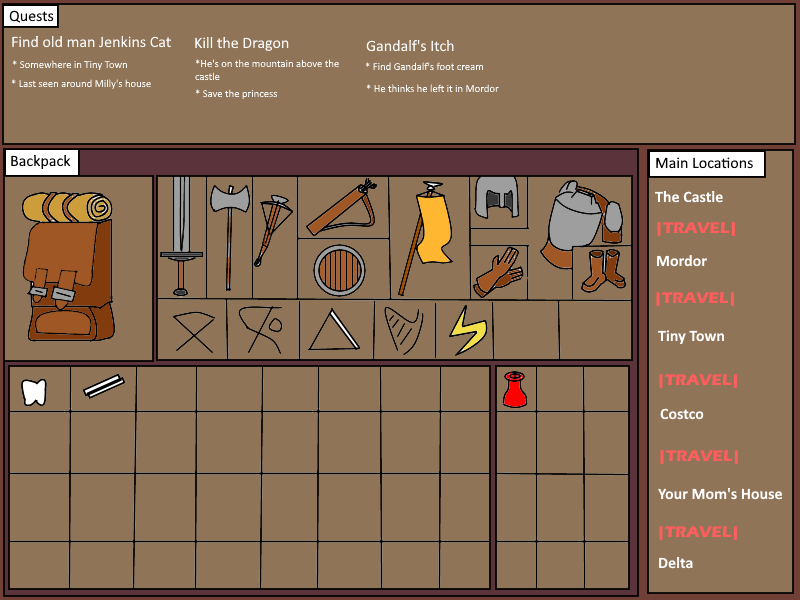 Quests
Find old man Jenkins Cat
* Somewhere in Tiny Town
* Last seen around Milly's house
Kill the Dragon
*He's on the mountain above the
castle
* Save the princess
Gandalf's Itch
* Find Gandalf's foot cream
* He thinks he left it in Mordor
Backpack
Main Locations
The Castle
|TRAVEL|
Mordor
|TRAVEL|
Tiny Town
|TRAVEL|
Costco
|TRAVEL|
Your Mom's House
|TRAVEL|
Delta